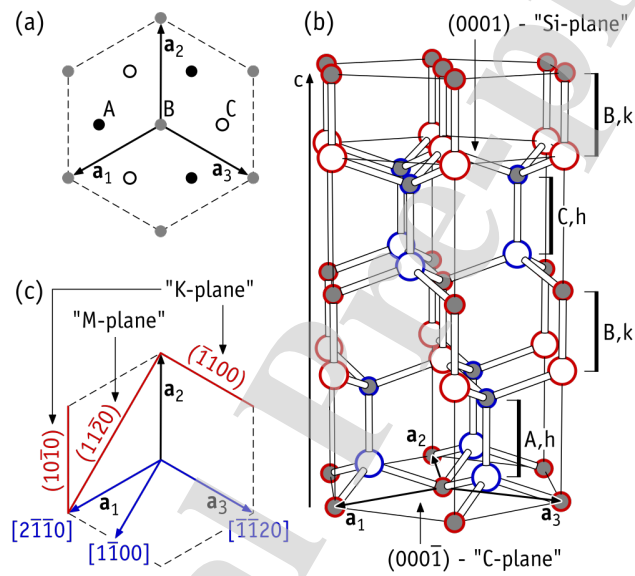 (a)
a₂
A
B
C
a₁
a₃
(b)
(0001) - "Si-plane"
c
B,k
C,h
B,k
A,h
a₂
a₁
a₃
(0001̄) - "C-plane"
(c)
"K-plane"
"M-plane"
(1̄100)
(112̄0)
(101̄0)
a₂
a₁
a₃
[21̄1̄0]
[11̄00]
[1̄1̄20]
Pre-p